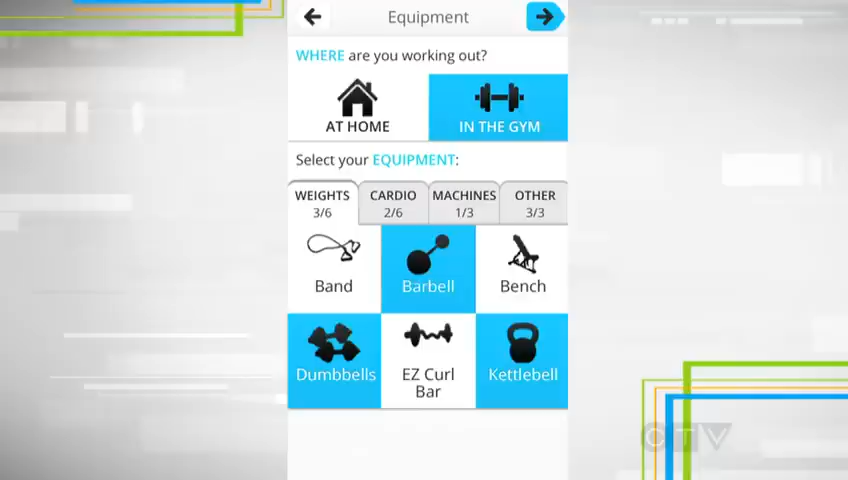 Equipment
WHERE are you working out?
AT HOME
IN THE GYM
Select your EQUIPMENT:
WEIGHTS CARDIO MACHINES OTHER
3/6 2/6 1/3 3/3
Band Barbell Bench
Dumbbells EZ Curl Kettlebell
Bar
CTV